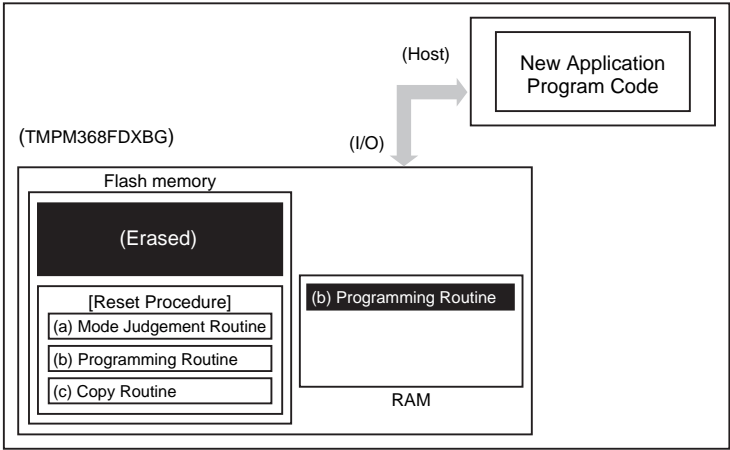 (Host)
New Application
Program Code
(TMPM368FDXBG)
(I/O)
Flash memory
(Erased)
[Reset Procedure]
(a) Mode Judgement Routine
(b) Programming Routine
(c) Copy Routine
(b) Programming Routine
RAM